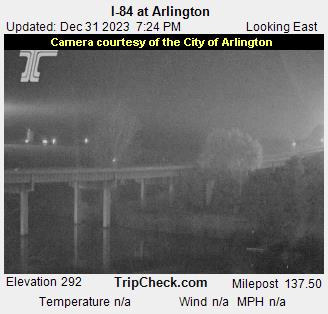 I-84 at Arlington
Updated: Dec 31 2023 7:24 PM Looking East
Camera courtesy of the City of Arlington
Elevation 292 TripCheck.com Milepost 137.50
Temperature n/a Wind n/a MPH n/a